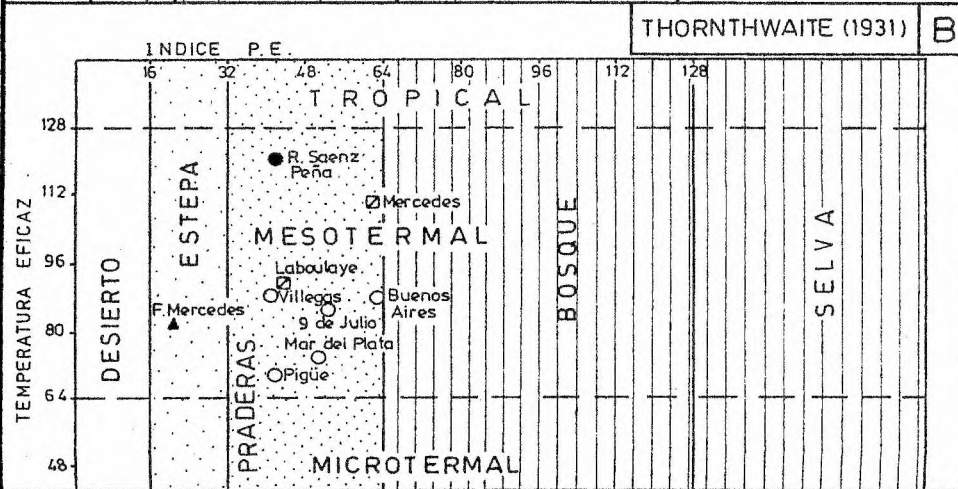 THORNTHWAITE (1931) B
INDICE P.E.
16 32 48 64 80 96 112 128
TROPICAL
128
R. Saenz
Peña
112
Mercedes
ESTEPA
MESOTERMAL
BOSQUE
SELVA
96
Laboulaye
Villegas
Buenos
Aires
F. Mercedes
9 de Julio
80
DESIERTO
Mar del Plata
Pigüe
PRADERAS
64
TEMPERATURA EFICAZ
48
MICROTERMAL